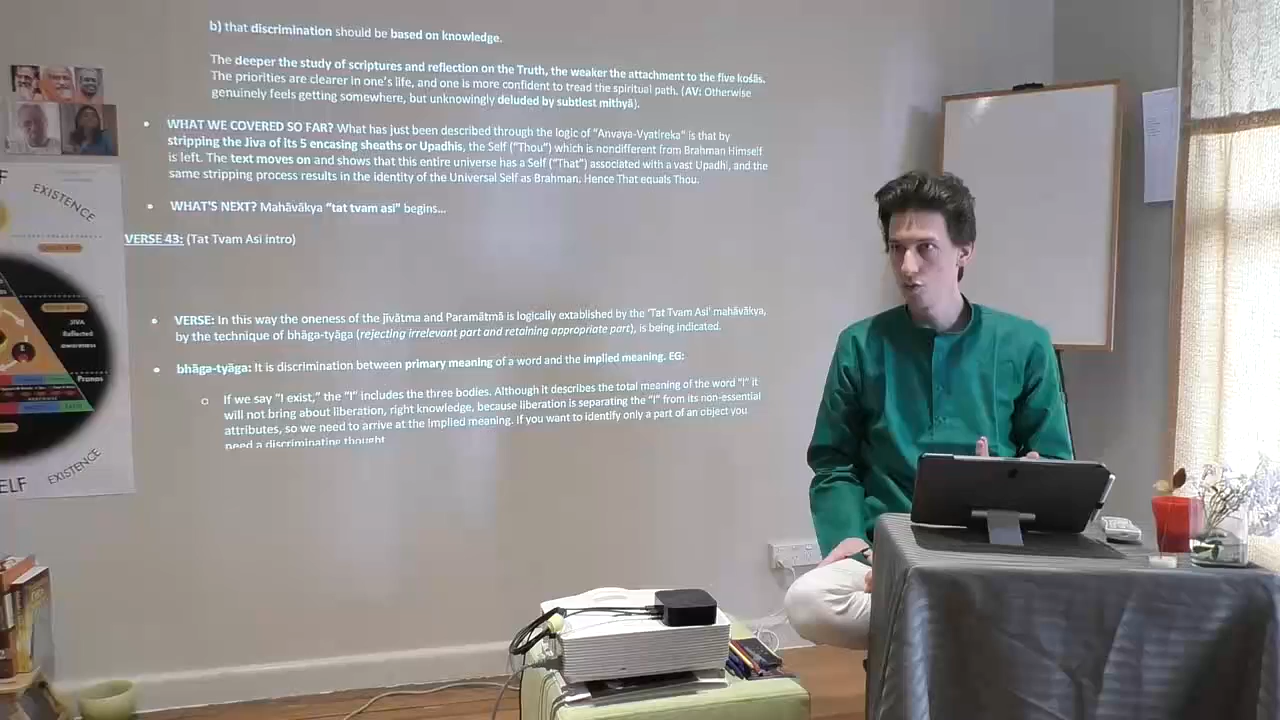 b) that discrimination should be based on knowledge.
The deeper the study of scriptures and reflection on the Truth, the weaker the attachment to the five kośās.
The priorities are clearer in one's life, and one is more confident to tread the spiritual path. (AV: Otherwise
genuinely feels getting somewhere, but unknowingly deluded by subtlest mithyā).
• WHAT WE COVERED SO FAR? What has just been described through the logic of "Anvaya-Vyatireka" is that by
stripping the Jiva of its 5 encasing sheaths or Upadhis, the Self ("Thou") which is nondifferent from Brahman Himself
is left. The text moves on and shows that this entire universe has a Self ("That") associated with a vast Upadhi, and the
same stripping process results in the identity of the Universal Self as Brahman. Hence That equals Thou.
• WHAT'S NEXT? Mahāvākya "tat tvam asi" begins...
VERSE 43: (Tat Tvam Asi intro)
• VERSE: In this way the oneness of the jīvātma and Paramātmā is logically extablished by the 'Tat Tvam Asi' mahāvākya,
by the technique of bhāga-tyāga (rejecting irrelevant part and retaining appropriate part), is being indicated.
• bhāga-tyāga: It is discrimination between primary meaning of a word and the implied meaning. EG:
o If we say "I exist," the "I" includes the three bodies. Although it describes the total meaning of the word "I" it
will not bring about liberation, right knowledge, because liberation is separating the "I" from its non-essential
attributes, so we need to arrive at the implied meaning. If you want to identify only a part of an object you
need a discriminating thought
EXISTENCE
JIVA
Reflected
awareness
Pranas
EXISTENCE